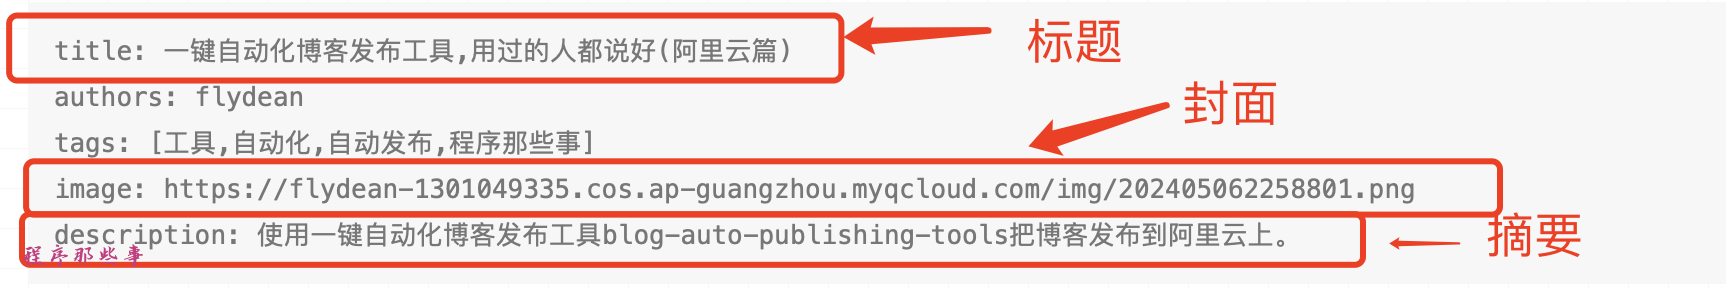 title: 一键自动化博客发布工具,用过的人都说好(阿里云篇)
标题
authors: flydean
封面
tags: [工具,自动化,自动发布,程序那些事]
image: https://flydean-1301049335.cos.ap-guangzhou.myqcloud.com/img/202405062258801.png
description: 使用一键自动化博客发布工具blog-auto-publishing-tools把博客发布到阿里云上。
摘要
程序那些事